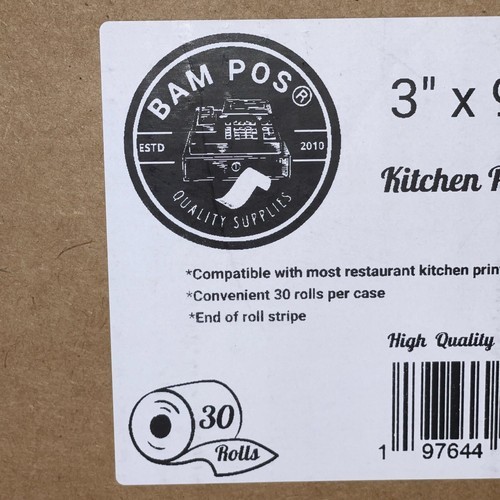 BAM POS®
ESTD 2010
QUALITY SUPPLIES
3" x
Kitchen
*Compatible with most restaurant kitchen prin
*Convenient 30 rolls per case
*End of roll stripe
High Quality
30
Rolls
1 97644